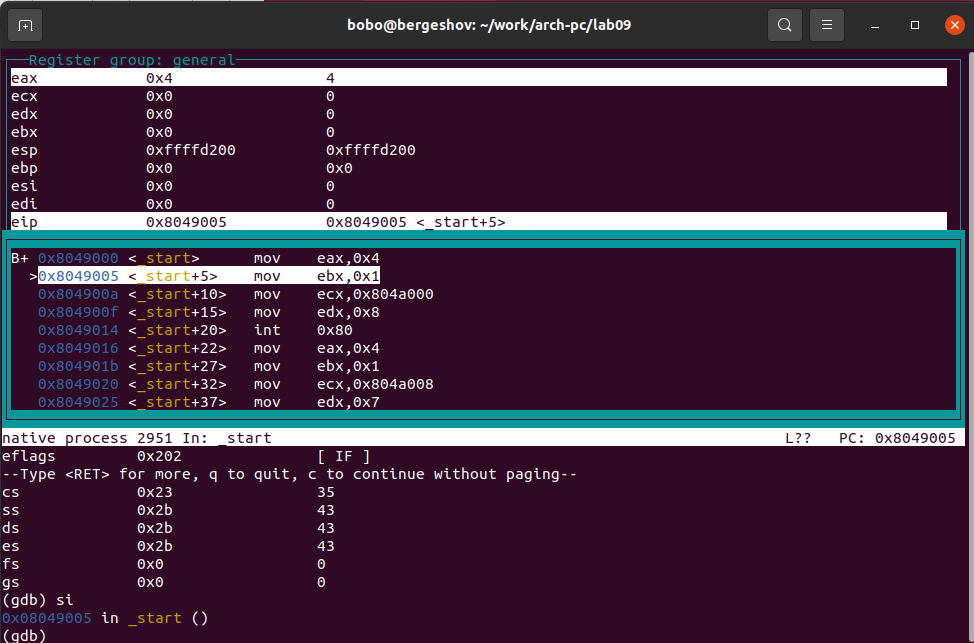 bobo@bergeshov: ~/work/arch-pc/lab09
Register group: general
eax 0x4 4
ecx 0x0 0
edx 0x0 0
ebx 0x0 0
esp 0xffffd200 0xffffd200
ebp 0x0 0x0
esi 0x0 0
edi 0x0 0
eip 0x8049005 0x8049005 <_start+5>
B+ 0x8049000 <_start> mov eax,0x4
>0x8049005 <_start+5> mov ebx,0x1
0x804900a <_start+10> mov ecx,0x804a000
0x804900f <_start+15> mov edx,0x8
0x8049014 <_start+20> int 0x80
0x8049016 <_start+22> mov eax,0x4
0x804901b <_start+27> mov ebx,0x1
0x8049020 <_start+32> mov ecx,0x804a008
0x8049025 <_start+37> mov edx,0x7
native process 2951 In: _start L?? PC: 0x8049005
eflags 0x202 [ IF ]
--Type <RET> for more, q to quit, c to continue without paging--
cs 0x23 35
ss 0x2b 43
ds 0x2b 43
es 0x2b 43
fs 0x0 0
gs 0x0 0
(gdb) si
0x08049005 in _start ()
(gdb)